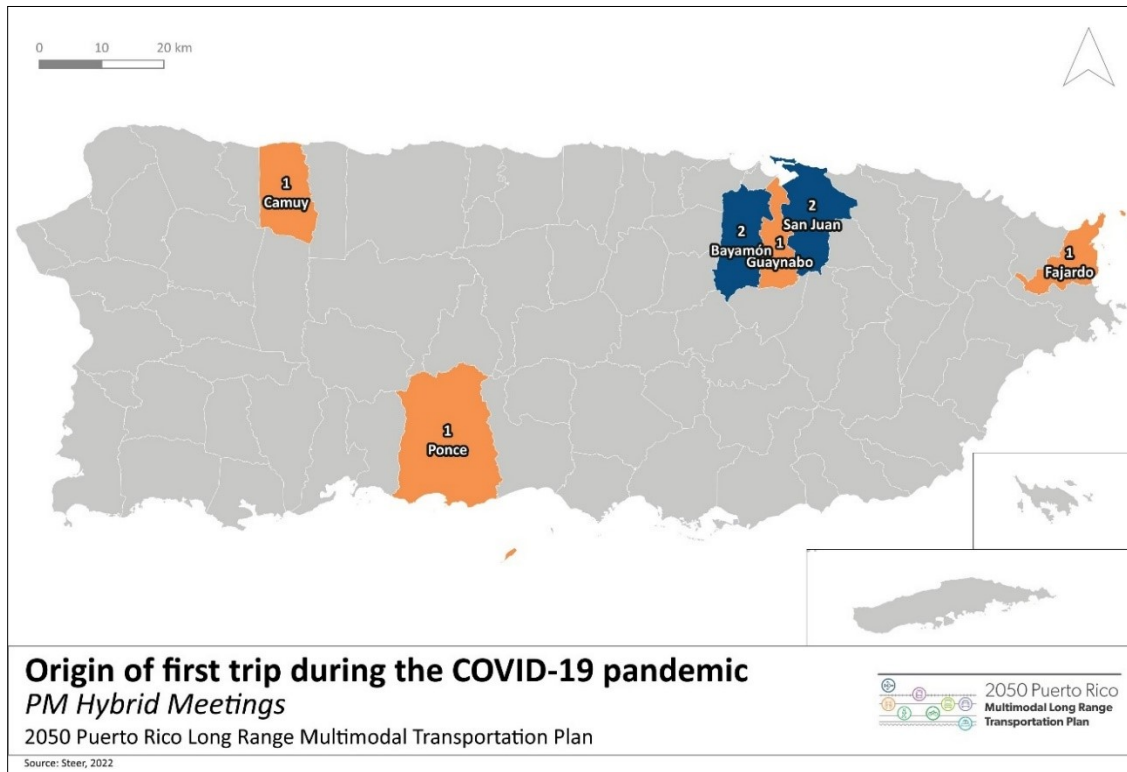 0 10 20 km
1
Camuy
2
San Juan
2
Bayamón
1
Guaynabo
1
Fajardo
1
Ponce
Origin of first trip during the COVID-19 pandemic
PM Hybrid Meetings
2050 Puerto Rico Long Range Multimodal Transportation Plan
2050 Puerto Rico
Multimodal Long Range
Transportation Plan
Source: Steer, 2022